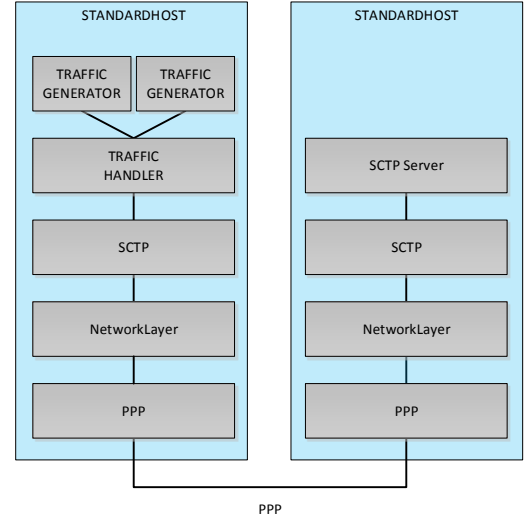 STANDARDHOST
TRAFFIC
GENERATOR
TRAFFIC
GENERATOR
TRAFFIC
HANDLER
SCTP
NetworkLayer
PPP
STANDARDHOST
SCTP Server
SCTP
NetworkLayer
PPP
PPP